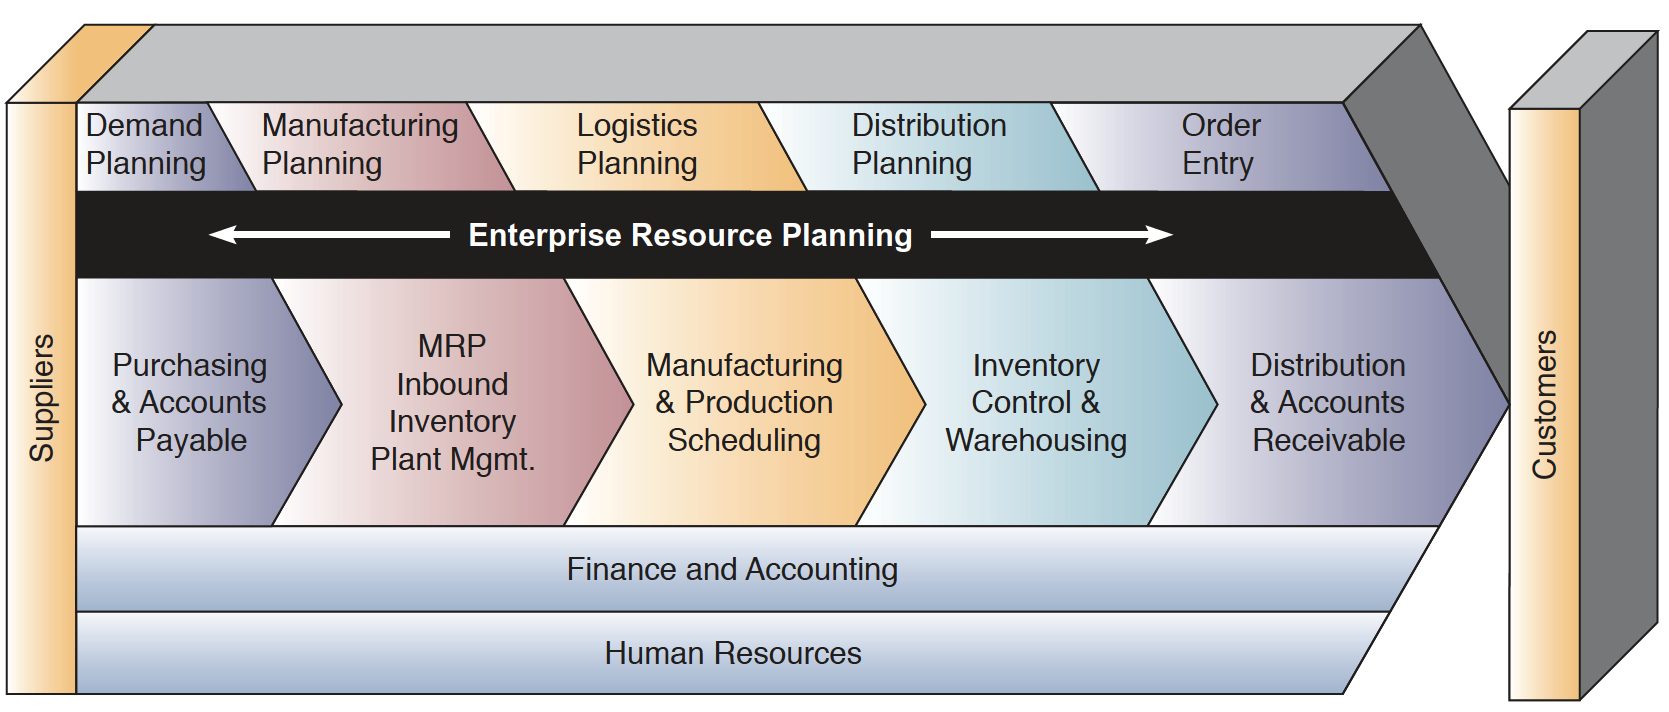 Demand
Planning
Manufacturing
Planning
Logistics
Planning
Distribution
Planning
Order
Entry
Enterprise Resource Planning
Suppliers
Purchasing
& Accounts
Payable
MRP
Inbound
Inventory
Plant Mgmt.
Manufacturing
& Production
Scheduling
Inventory
Control &
Warehousing
Distribution
& Accounts
Receivable
Customers
Finance and Accounting
Human Resources